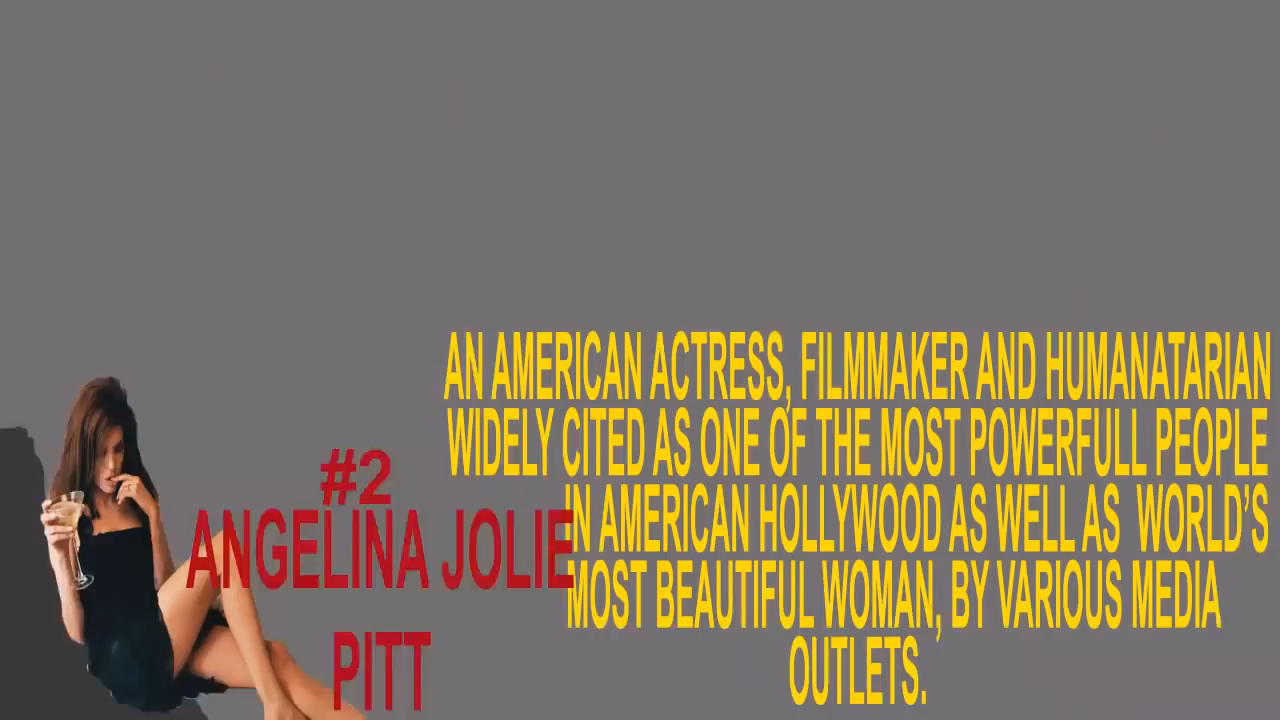 #2
ANGELINA JOLIE
PITT
AN AMERICAN ACTRESS, FILMMAKER AND HUMANATARIAN
WIDELY CITED AS ONE OF THE MOST POWERFULL PEOPLE
IN AMERICAN HOLLYWOOD AS WELL AS WORLD'S
MOST BEAUTIFUL WOMAN, BY VARIOUS MEDIA
OUTLETS.